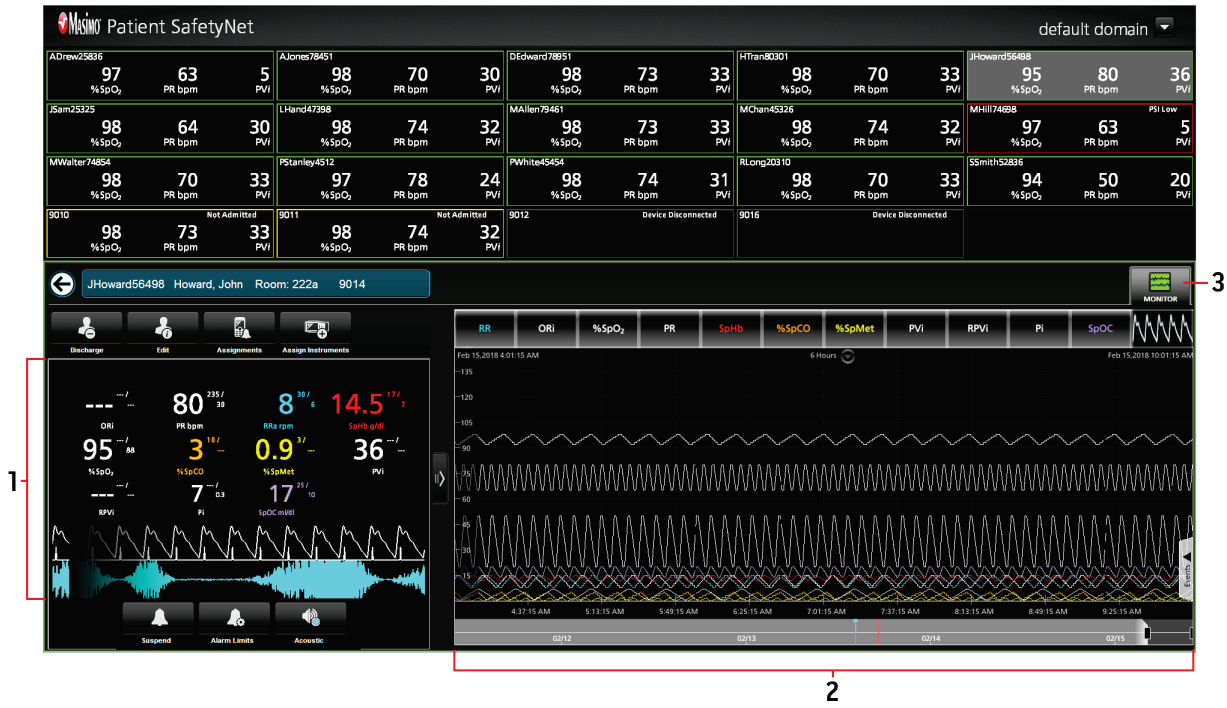 MASIMO Patient SafetyNet
default domain
ADrew25836 AJones78451 DEdward78951 HTran80301 JHoward56498
97 63 5 98 70 30 98 73 33 98 70 33 95 80 36
%SpO₂ PR bpm PVi %SpO₂ PR bpm PVi %SpO₂ PR bpm PVi %SpO₂ PR bpm PVi %SpO₂ PR bpm PVi
JSam25325 LHand47398 MAllen79461 MChan45326 MHill74698 PSI Low
98 64 30 98 74 32 98 73 33 98 74 32 97 63 5
%SpO₂ PR bpm PVi %SpO₂ PR bpm PVi %SpO₂ PR bpm PVi %SpO₂ PR bpm PVi %SpO₂ PR bpm PVi
MWalter74854 PStanley4512 PWhite45454 RLong20310 SSmith52836
98 70 33 97 78 24 98 74 31 98 70 33 94 50 20
%SpO₂ PR bpm PVi %SpO₂ PR bpm PVi %SpO₂ PR bpm PVi %SpO₂ PR bpm PVi %SpO₂ PR bpm PVi
9010 Not Admitted 9011 Not Admitted 9012 Device Disconnected 9016 Device Disconnected
98 73 33 98 74 32
%SpO₂ PR bpm PVi %SpO₂ PR bpm PVi
JHoward56498 Howard, John Room: 222a 9014
MONITOR
3
Discharge Edit Assignments Assign Instruments
RR ORi %SpO₂ PR SpHb %SpCO %SpMet PVi RPVi Pi SpOC
Feb 15,2018 4:01:15 AM 6 Hours Feb 15,2018 10:01:15 AM
1
--- ---/ --- 80 235/ 30 8 30/ 6 14.5 17/ 7
ORi PR bpm RRa rpm SpHb g/dl
95 ---/ 88 3 10/ --- 0.9 3/ --- 36 ---/ ---
%SpO₂ %SpCO %SpMet PVi
--- ---/ --- 7 ---/ 0.3 17 25/ 10
RPVi Pi SpOC ml/dl
Suspend Alarm Limits Acoustic
135
120
105
90
75
60
45
30
15
Events
4:37:15 AM 5:13:15 AM 5:49:15 AM 6:25:15 AM 7:01:15 AM 7:37:15 AM 8:13:15 AM 8:49:15 AM 9:25:15 AM
02/12 02/13 02/14 02/15
2